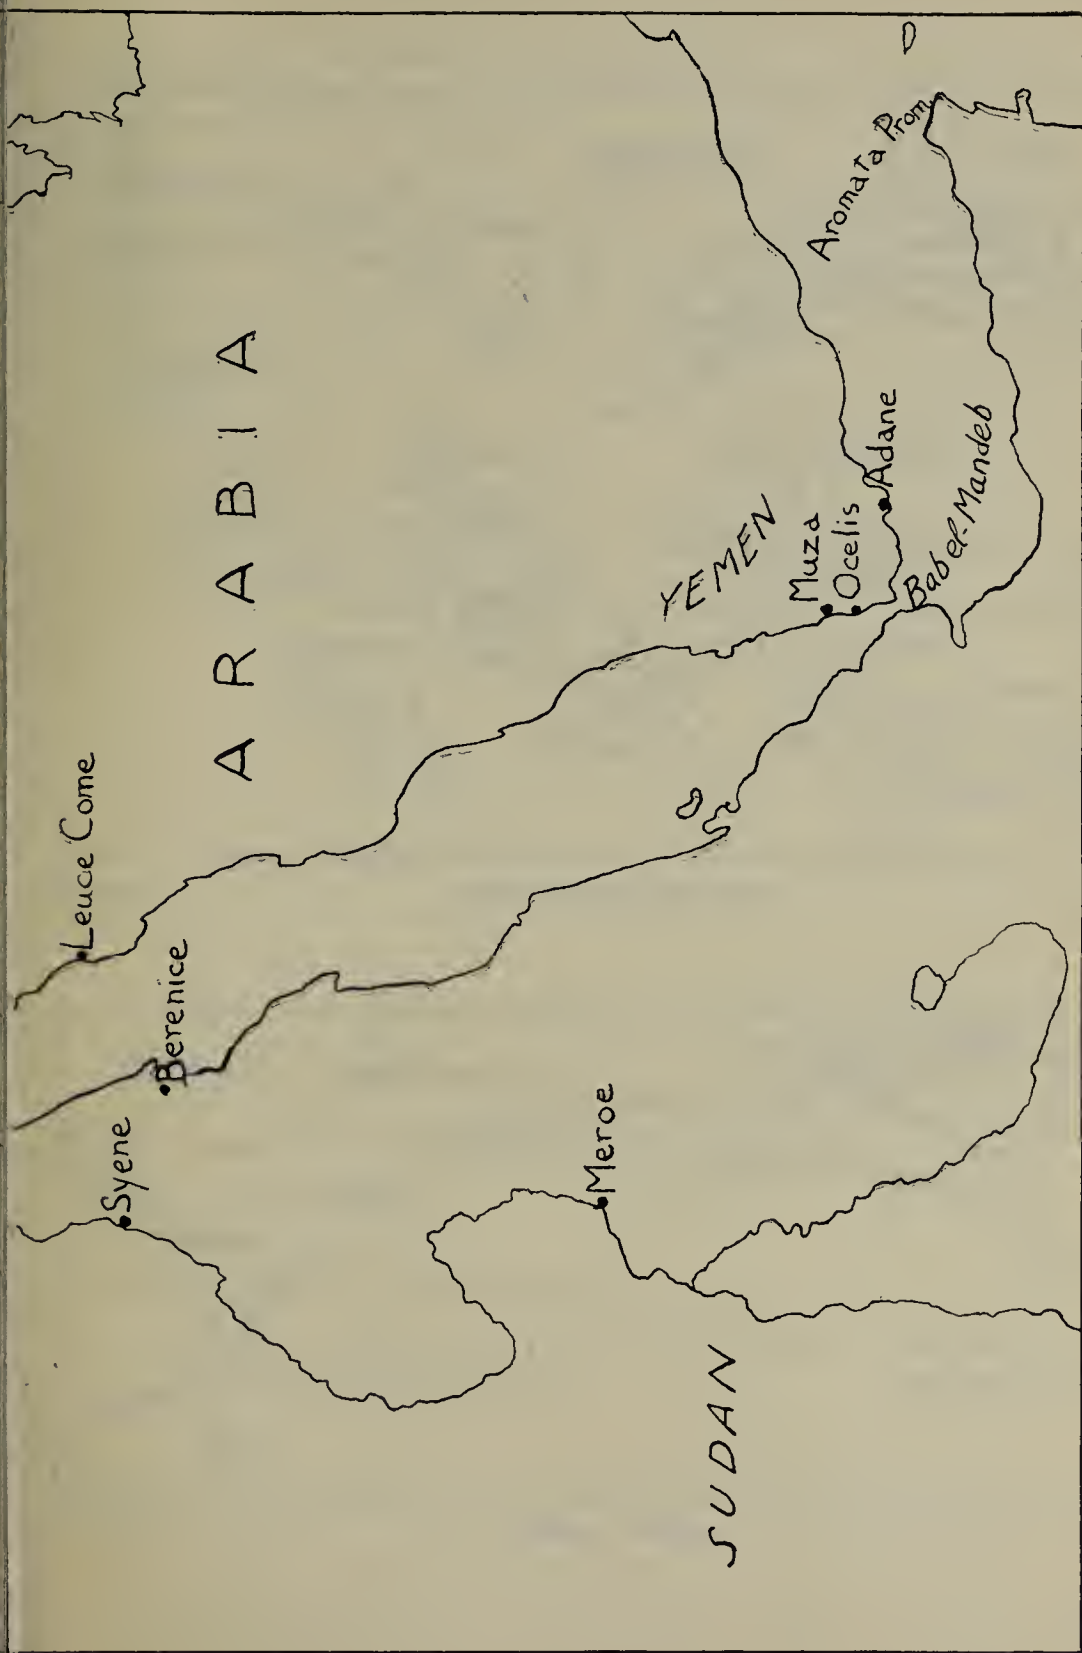 Leuce Come
Berenice
Syene
ARABIA
YEMEN
Muza
Ocelis
Adane
Aromata Prom.
Bab el-Mandeb
Meroe
SUDAN